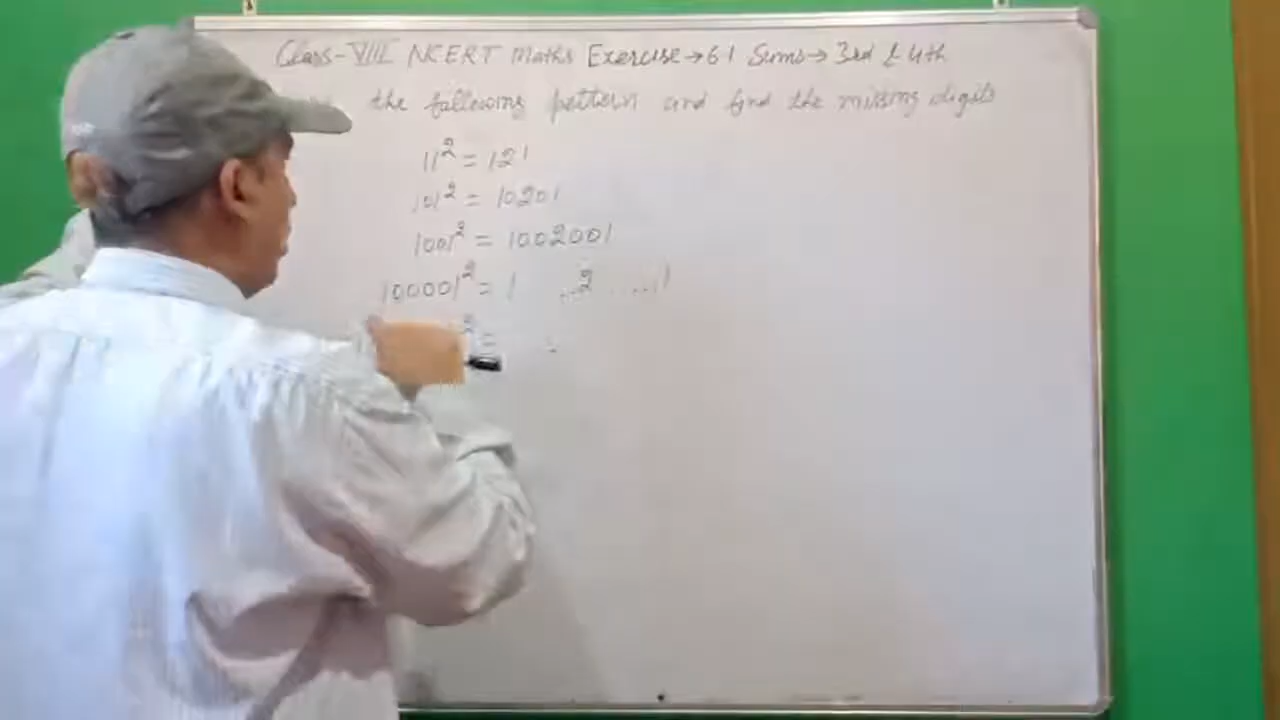 Class-VIII NCERT Maths Exercise→6.1 Sums→3rd & 4th
the following pattern and find the missing digits
11² = 121
101² = 10201
1001² = 1002001
100001² = 1 ...2.....1
² =